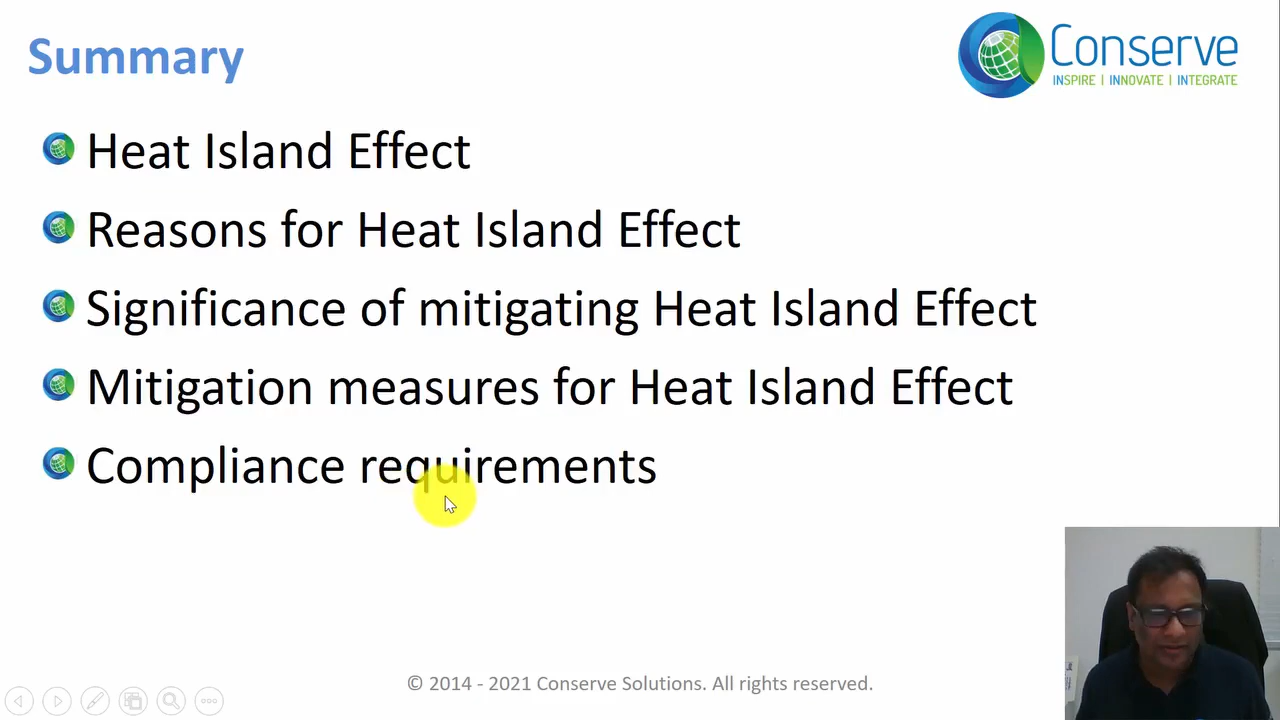 Summary
Conserve
INSPIRE | INNOVATE | INTEGRATE
Heat Island Effect
Reasons for Heat Island Effect
Significance of mitigating Heat Island Effect
Mitigation measures for Heat Island Effect
Compliance requirements
© 2014 - 2021 Conserve Solutions. All rights reserved.